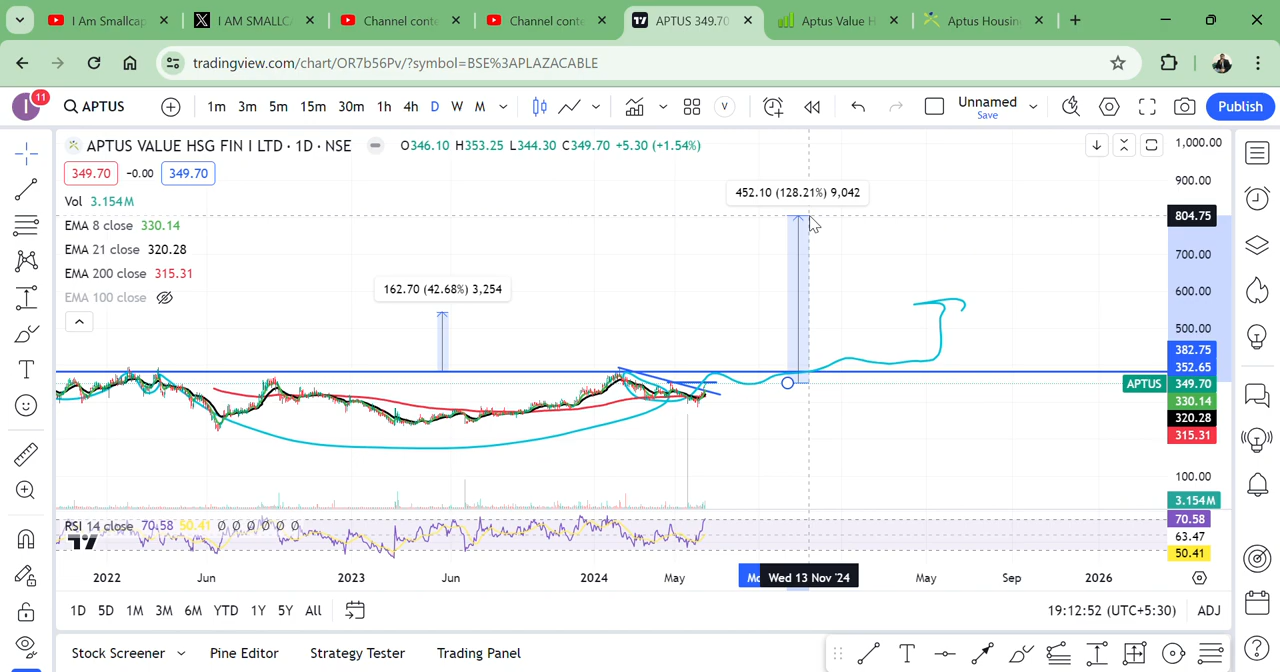 I Am Smallcap
I AM SMALLCA
Channel conte
Channel conte
APTUS 349.70
Aptus Value H
Aptus Housing
tradingview.com/chart/OR7b56Pv/?symbol=BSE%3APLAZACABLE
I 11 APTUS 1m 3m 5m 15m 30m 1h 4h D W M V Unnamed Save Publish
APTUS VALUE HSG FIN I LTD · 1D · NSE O346.10 H353.25 L344.30 C349.70 +5.30 (+1.54%)
349.70 -0.00 349.70
Vol 3.154M
EMA 8 close 330.14
EMA 21 close 320.28
EMA 200 close 315.31
EMA 100 close
452.10 (128.21%) 9,042
162.70 (42.68%) 3,254
1,000.00
900.00
804.75
700.00
600.00
500.00
382.75
352.65
APTUS 349.70
330.14
320.28
315.31
100.00
3.154M
RSI 14 close 70.58 50.41 Ø Ø Ø Ø Ø Ø
70.58
63.47
50.41
2022 Jun 2023 Jun 2024 May Wed 13 Nov '24 May Sep 2026
1D 5D 1M 3M 6M YTD 1Y 5Y All 19:12:52 (UTC+5:30) ADJ
Stock Screener Pine Editor Strategy Tester Trading Panel